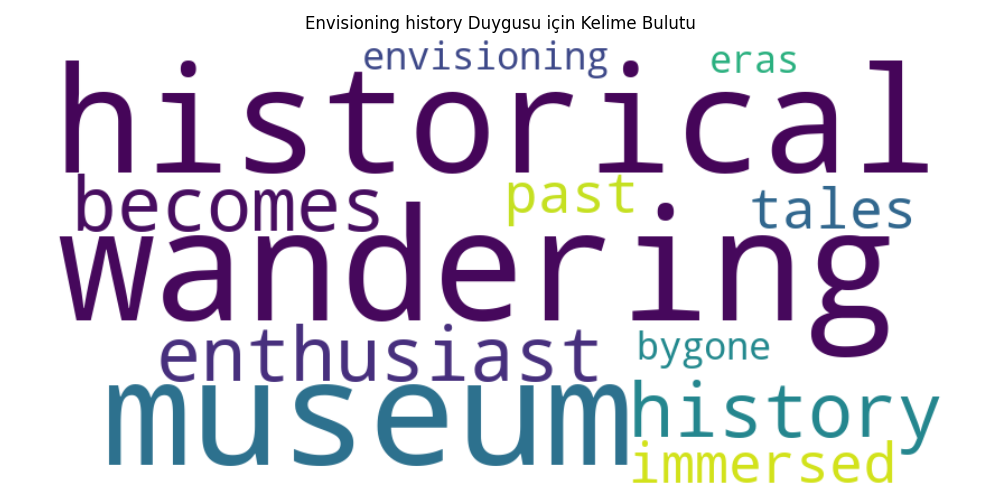 Envisioning history Duygusu için Kelime Bulutu
envisioning eras
historical
becomes past tales
wandering
enthusiast bygone
museum history
immersed